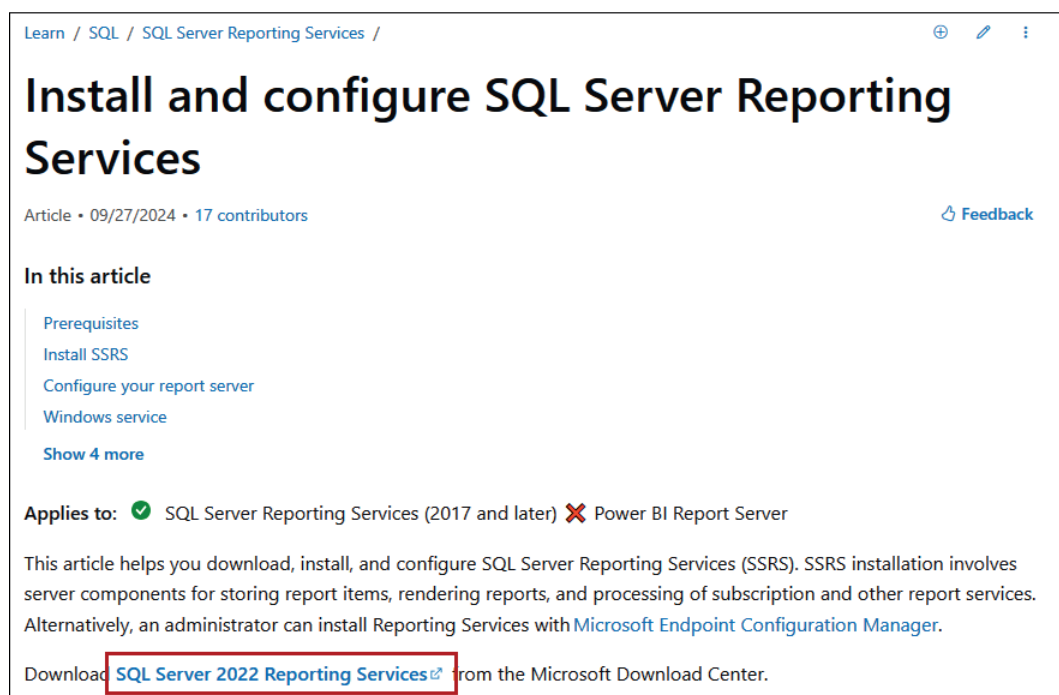 Learn / SQL / SQL Server Reporting Services /
Install and configure SQL Server Reporting
Services
Article • 09/27/2024 • 17 contributors
Feedback
In this article
Prerequisites
Install SSRS
Configure your report server
Windows service
Show 4 more
Applies to: SQL Server Reporting Services (2017 and later) Power BI Report Server
This article helps you download, install, and configure SQL Server Reporting Services (SSRS). SSRS installation involves
server components for storing report items, rendering reports, and processing of subscription and other report services.
Alternatively, an administrator can install Reporting Services with Microsoft Endpoint Configuration Manager.
Download SQL Server 2022 Reporting Services from the Microsoft Download Center.